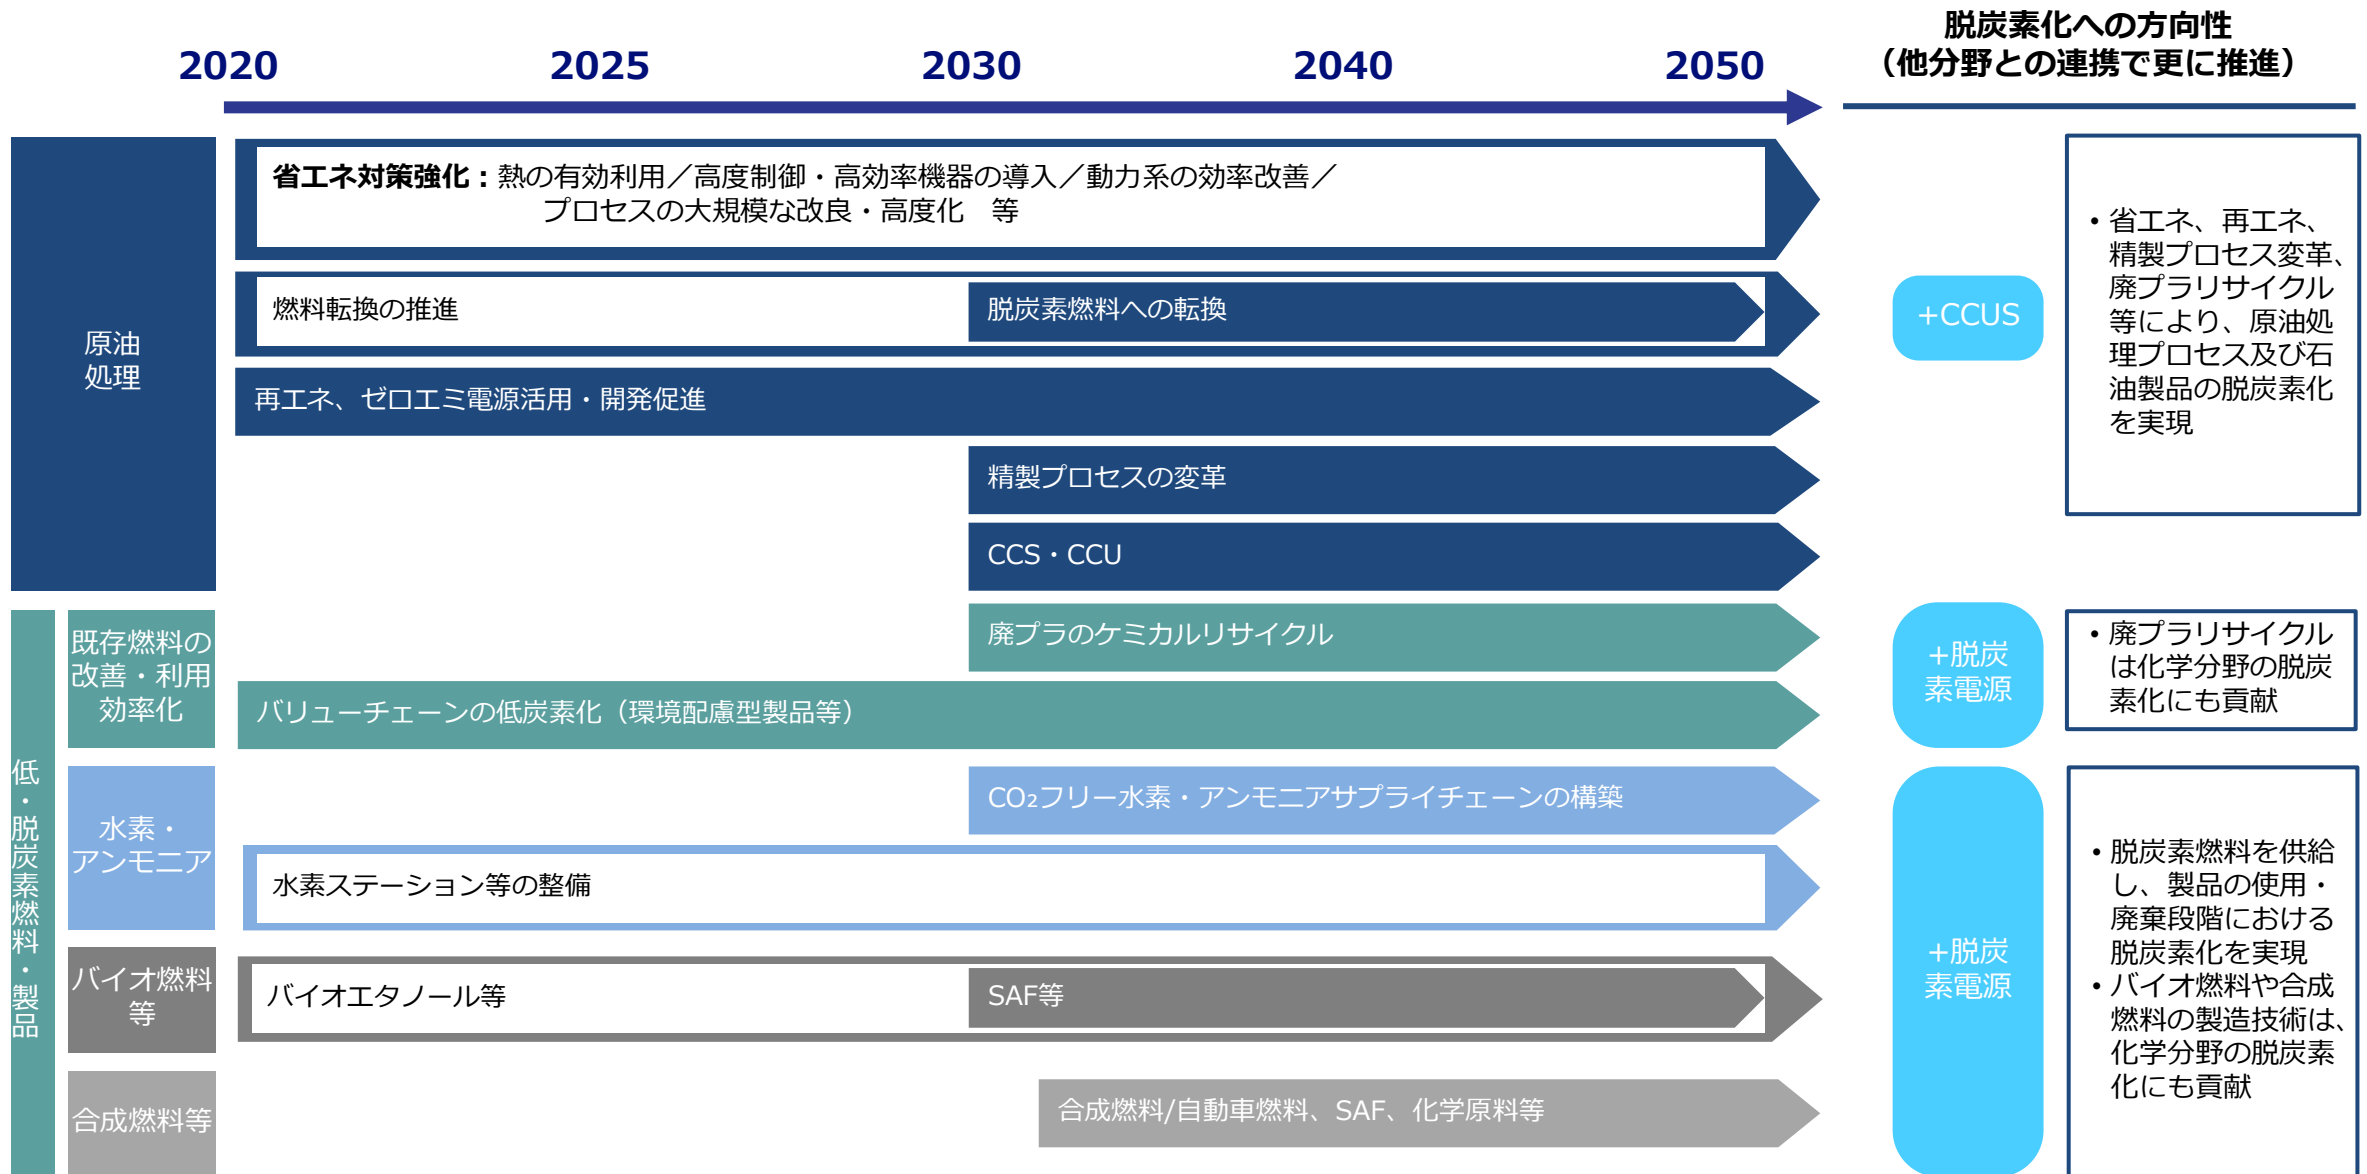 2020
2025
2030
2040
2050
脱炭素化への方向性
（他分野との連携で更に推進）
原油
処理
省エネ対策強化：熱の有効利用／高度制御・高効率機器の導入／動力系の効率改善／
プロセスの大規模な改良・高度化　等
燃料転換の推進
脱炭素燃料への転換
再エネ、ゼロエミ電源活用・開発促進
精製プロセスの変革
CCS・CCU
+CCUS
・省エネ、再エネ、
精製プロセス変革、
廃プラリサイクル
等により、原油処
理プロセス及び石
油製品の脱炭素化
を実現
低・脱炭素燃料・製品
既存燃料の
改善・利用
効率化
廃プラのケミカルリサイクル
バリューチェーンの低炭素化（環境配慮型製品等）
+脱炭
素電源
・廃プラリサイクル
は化学分野の脱炭
素化にも貢献
水素・
アンモニア
CO₂フリー水素・アンモニアサプライチェーンの構築
水素ステーション等の整備
バイオ燃料
等
バイオエタノール等
SAF等
合成燃料等
合成燃料/自動車燃料、SAF、化学原料等
+脱炭
素電源
・脱炭素燃料を供給
し、製品の使用・
廃棄段階における
脱炭素化を実現
・バイオ燃料や合成
燃料の製造技術は、
化学分野の脱炭素
化にも貢献